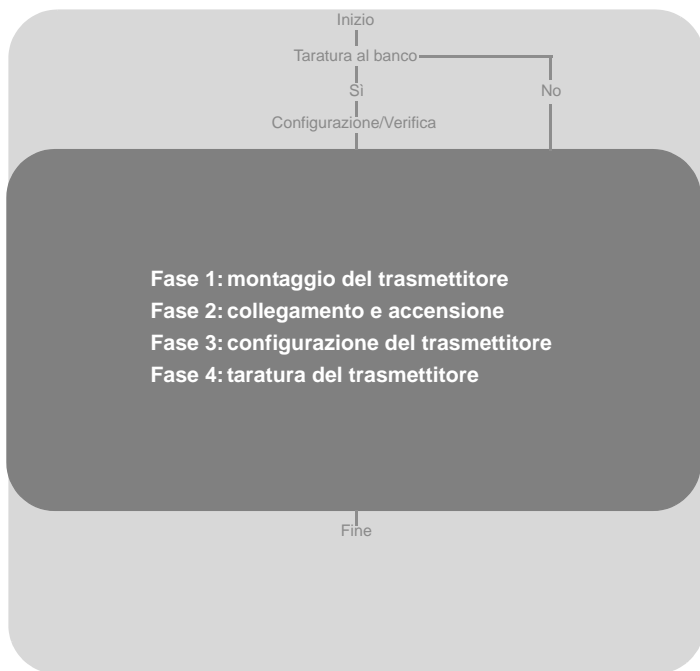 Inizio
Taratura al banco
Sì
No
Configurazione/Verifica
Fase 1: montaggio del trasmettitore
Fase 2: collegamento e accensione
Fase 3: configurazione del trasmettitore
Fase 4: taratura del trasmettitore
Fine